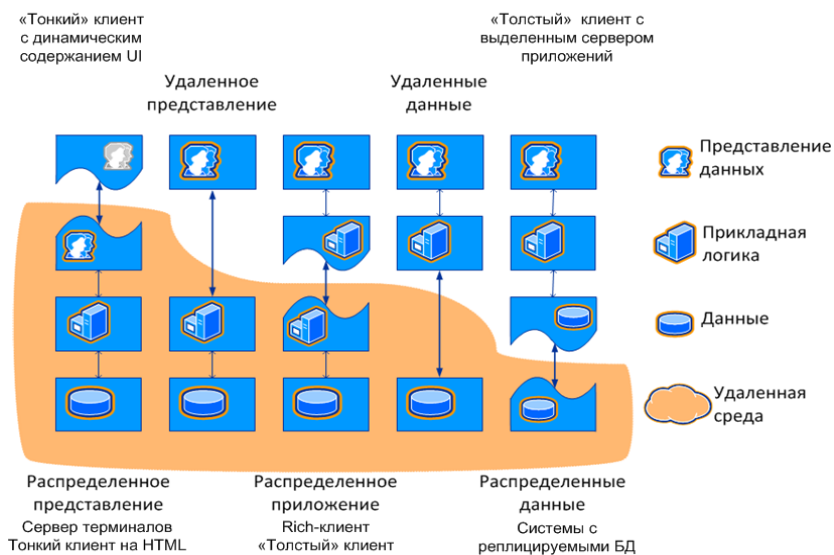 «Тонкий» клиент
с динамическим
содержанием UI
«Толстый» клиент с
выделенным сервером
приложений
Удаленное
представление
Удаленные
данные
Представление
данных
Прикладная
логика
Данные
Удаленная
среда
Распределенное
представление
Сервер терминалов
Тонкий клиент на HTML
Распределенное
приложение
Rich-клиент
«Толстый» клиент
Распределенные
данные
Системы с
реплицируемыми БД